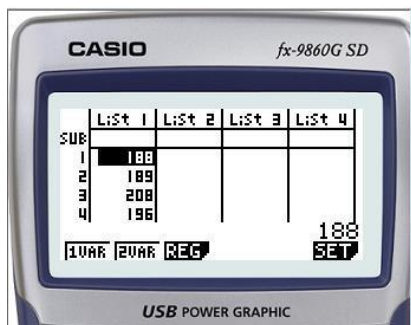 CASIO fx-9860G SD
List 1 List 2 List 3 List 4
SUB
1 188
2 189
3 208
4 196
188
1VAR 2VAR REG SET
USB POWER GRAPHIC